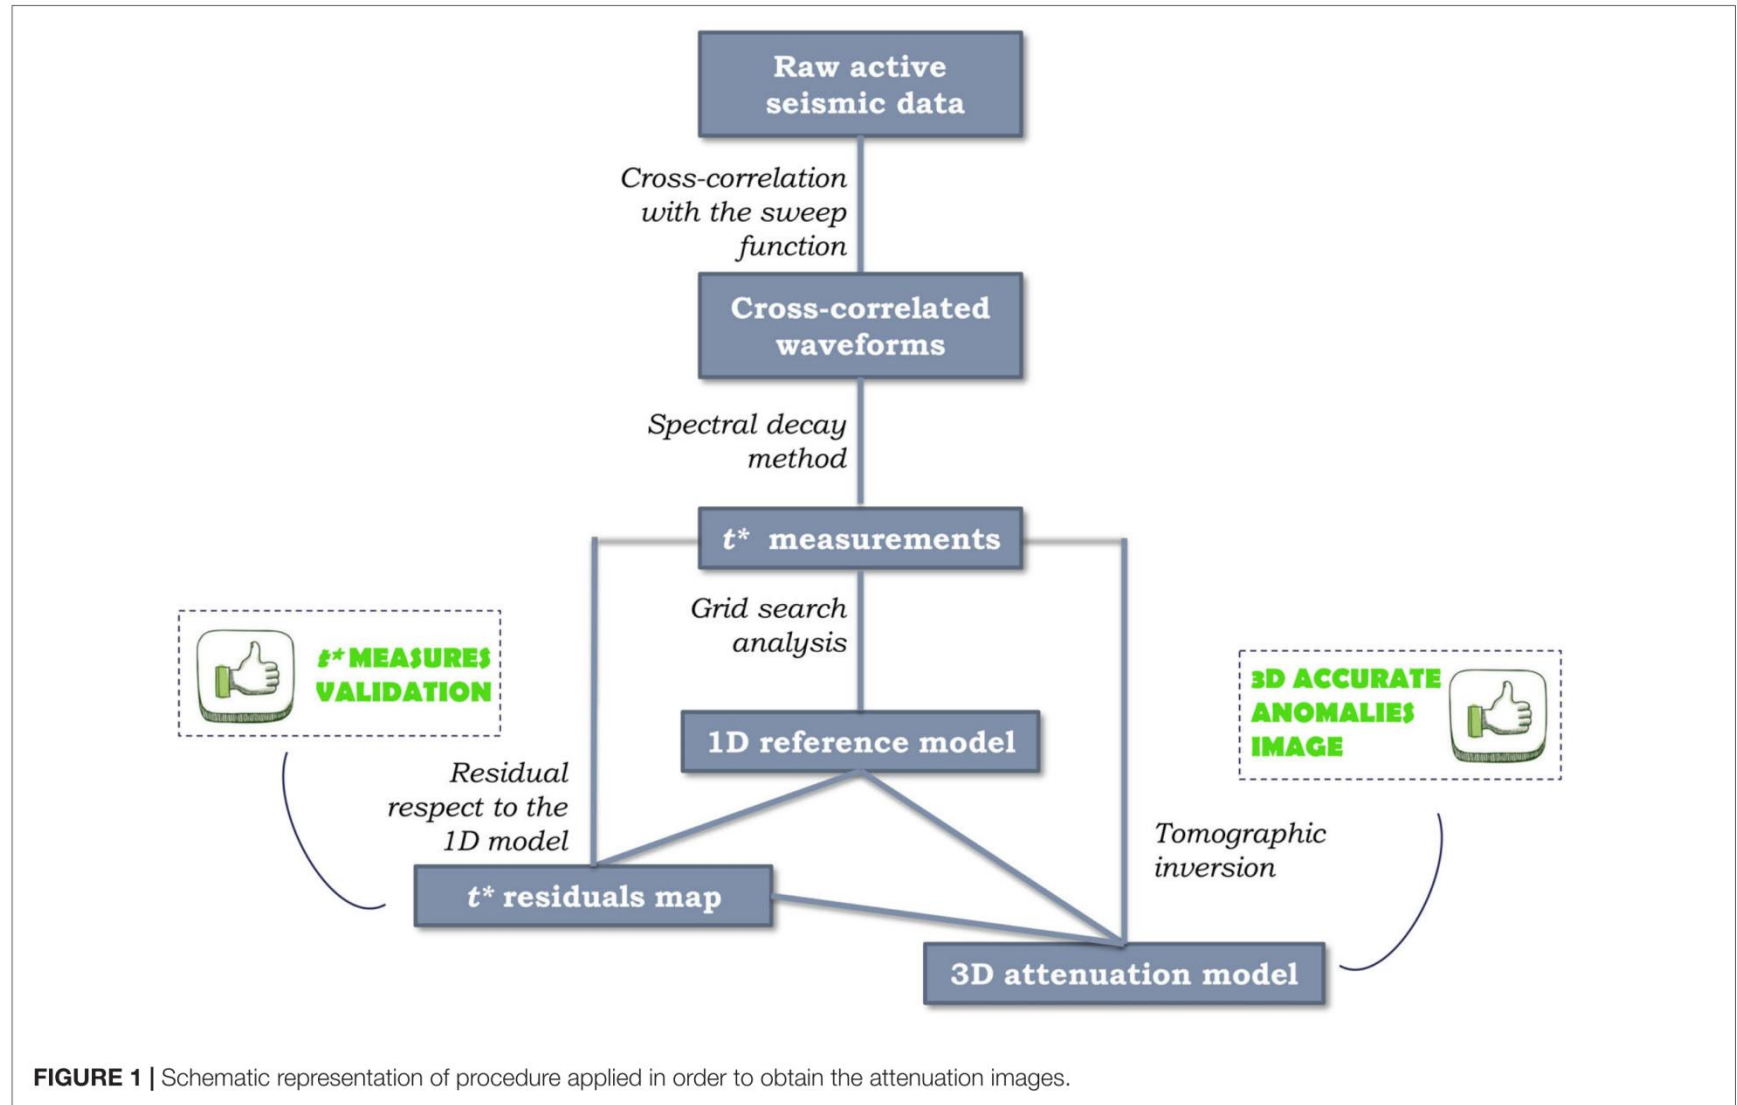 Raw active
seismic data
Cross-correlation
with the sweep
function
Cross-correlated
waveforms
Spectral decay
method
t* measurements
Grid search
analysis
t* MEASURES
VALIDATION
3D ACCURATE
ANOMALIES
IMAGE
1D reference model
Residual
respect to the
1D model
Tomographic
inversion
t* residuals map
3D attenuation model
FIGURE 1 | Schematic representation of procedure applied in order to obtain the attenuation images.